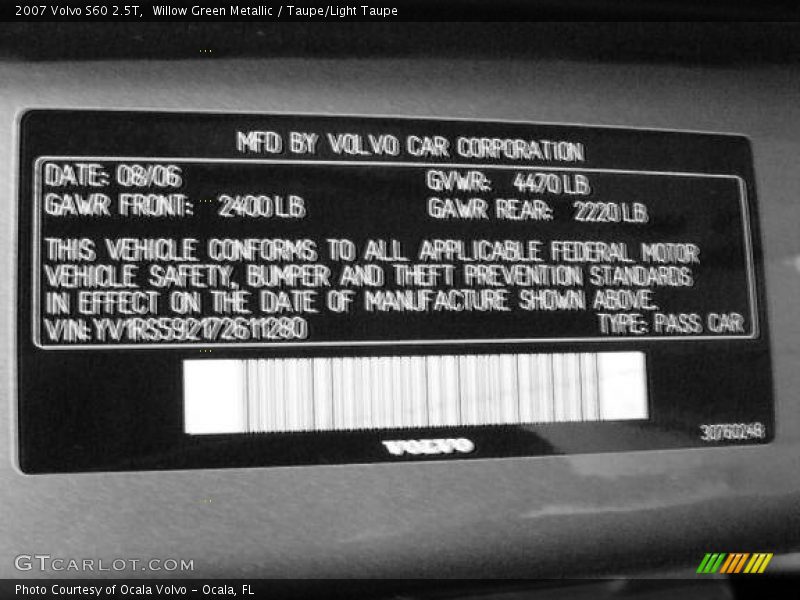 2007 Volvo S60 2.5T, Willow Green Metallic / Taupe/Light Taupe
MFD BY VOLVO CAR CORPORATION
DATE: 08/06 GVWR: 4470 LB
GAWR FRONT: 2400 LB GAWR REAR: 2220 LB
THIS VEHICLE CONFORMS TO ALL APPLICABLE FEDERAL MOTOR
VEHICLE SAFETY, BUMPER AND THEFT PREVENTION STANDARDS
IN EFFECT ON THE DATE OF MANUFACTURE SHOWN ABOVE.
VIN: YV1RS592172611280 TYPE: PASS CAR
VOLVO
30760248
GTCARLOT.COM
Photo Courtesy of Ocala Volvo - Ocala, FL